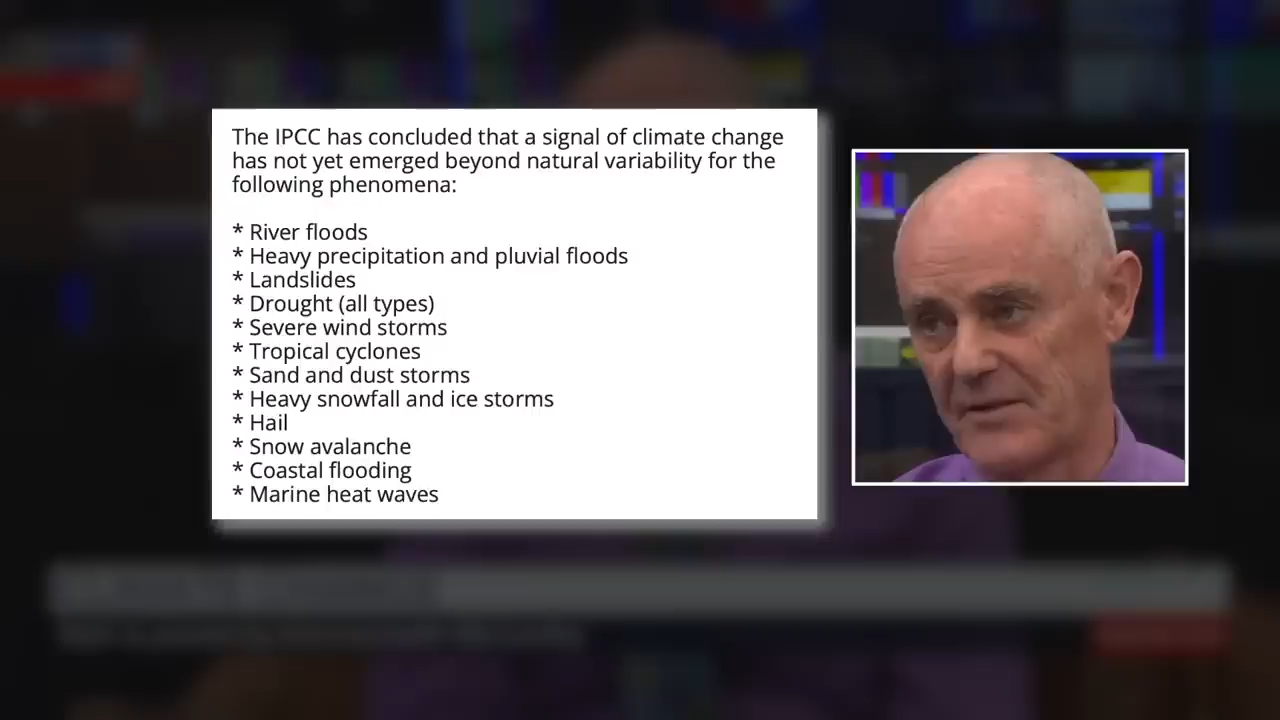 The IPCC has concluded that a signal of climate change
has not yet emerged beyond natural variability for the
following phenomena:
* River floods
* Heavy precipitation and pluvial floods
* Landslides
* Drought (all types)
* Severe wind storms
* Tropical cyclones
* Sand and dust storms
* Heavy snowfall and ice storms
* Hail
* Snow avalanche
* Coastal flooding
* Marine heat waves